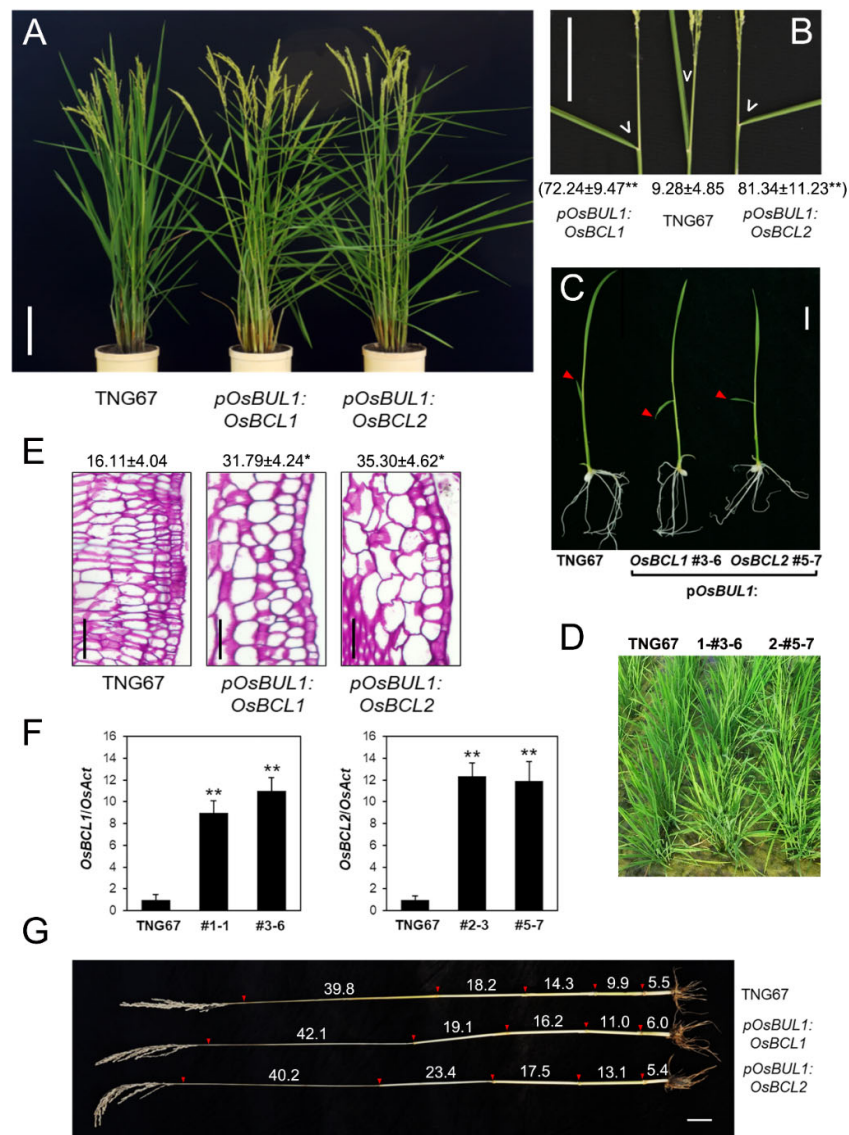 A
TNG67
pOsBUL1:
OsBCL1
pOsBUL1:
OsBCL2
B
(72.24±9.47** 9.28±4.85 81.34±11.23**)
pOsBUL1:
OsBCL1
TNG67
pOsBUL1:
OsBCL2
C
TNG67 OsBCL1 #3-6 OsBCL2 #5-7
pOsBUL1:
D
TNG67 1-#3-6 2-#5-7
E
16.11±4.04 31.79±4.24* 35.30±4.62*
TNG67
pOsBUL1:
OsBCL1
pOsBUL1:
OsBCL2
F
OsBCL1/OsAct
16
14
12
10
8
6
4
2
0
**
**
TNG67 #1-1 #3-6
OsBCL2/OsAct
16
14
12
10
8
6
4
2
0
**
**
TNG67 #2-3 #5-7
G
39.8 18.2 14.3 9.9 5.5
TNG67
42.1 19.1 16.2 11.0 6.0
pOsBUL1:
OsBCL1
40.2 23.4 17.5 13.1 5.4
pOsBUL1:
OsBCL2